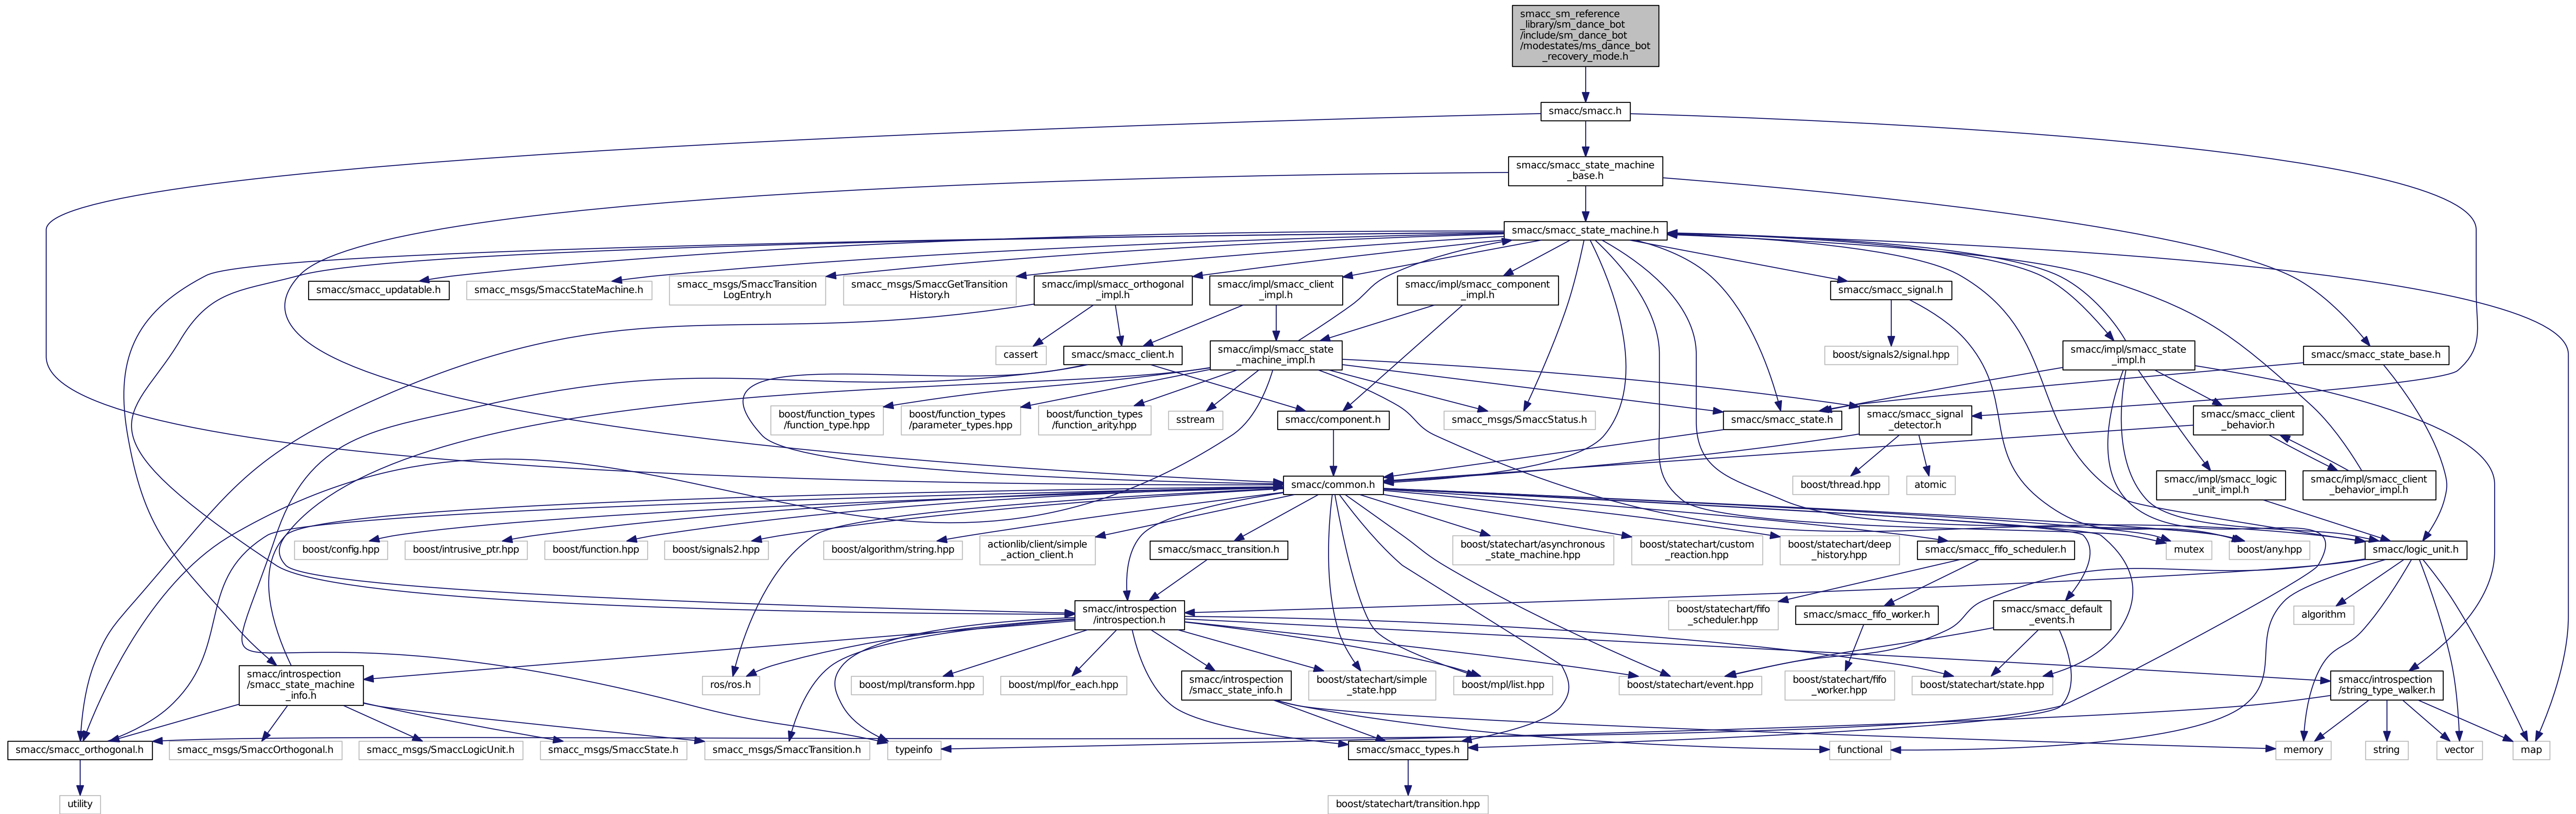 smacc_sm_reference
_library/sm_dance_bot
/include/sm_dance_bot
/modestates/ms_dance_bot
_recovery_mode.h
smacc/smacc.h
smacc/smacc_state_machine
_base.h
smacc/smacc_state_machine.h
smacc/smacc_updatable.h
smacc_msgs/SmaccStateMachine.h
smacc_msgs/SmaccTransition
LogEntry.h
smacc_msgs/SmaccGetTransition
History.h
smacc/impl/smacc_orthogonal
_impl.h
smacc/impl/smacc_client
_impl.h
smacc/impl/smacc_component
_impl.h
smacc/smacc_signal.h
cassert
smacc/smacc_client.h
smacc/impl/smacc_state
_machine_impl.h
boost/signals2/signal.hpp
smacc/impl/smacc_state
_impl.h
smacc/smacc_state_base.h
boost/function_types
/function_type.hpp
boost/function_types
/parameter_types.hpp
boost/function_types
/function_arity.hpp
sstream
smacc/component.h
smacc_msgs/SmaccStatus.h
smacc/smacc_state.h
smacc/smacc_signal
_detector.h
smacc/smacc_client
_behavior.h
smacc/common.h
boost/thread.hpp
atomic
smacc/impl/smacc_logic
_unit_impl.h
smacc/impl/smacc_client
_behavior_impl.h
boost/config.hpp
boost/intrusive_ptr.hpp
boost/function.hpp
boost/signals2.hpp
boost/algorithm/string.hpp
actionlib/client/simple
_action_client.h
smacc/smacc_transition.h
boost/statechart/asynchronous
_state_machine.hpp
boost/statechart/custom
_reaction.hpp
boost/statechart/deep
_history.hpp
smacc/smacc_fifo_scheduler.h
mutex
boost/any.hpp
smacc/logic_unit.h
smacc/introspection
/introspection.h
boost/statechart/fifo
_scheduler.hpp
smacc/smacc_fifo_worker.h
smacc/smacc_default
_events.h
algorithm
smacc/introspection
/smacc_state_machine
_info.h
ros/ros.h
boost/mpl/transform.hpp
boost/mpl/for_each.hpp
smacc/introspection
/smacc_state_info.h
boost/statechart/simple
_state.hpp
boost/mpl/list.hpp
boost/statechart/event.hpp
boost/statechart/fifo
_worker.hpp
boost/statechart/state.hpp
smacc/introspection
/string_type_walker.h
smacc/smacc_orthogonal.h
smacc_msgs/SmaccOrthogonal.h
smacc_msgs/SmaccLogicUnit.h
smacc_msgs/SmaccState.h
smacc_msgs/SmaccTransition.h
typeinfo
smacc/smacc_types.h
functional
memory
string
vector
map
utility
boost/statechart/transition.hpp